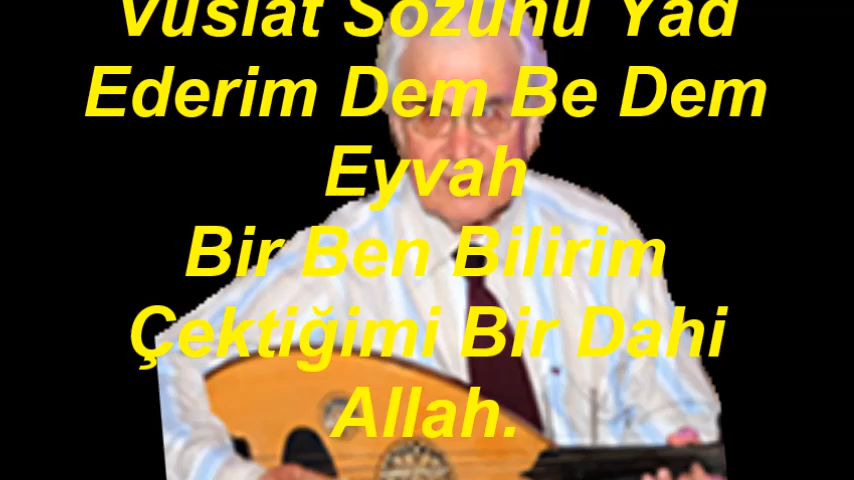 Vuslat Sözünü Yad
Ederim Dem Be Dem
Eyvah
Bir Ben Bilirim
Çektiğimi Bir Dahi
Allah.